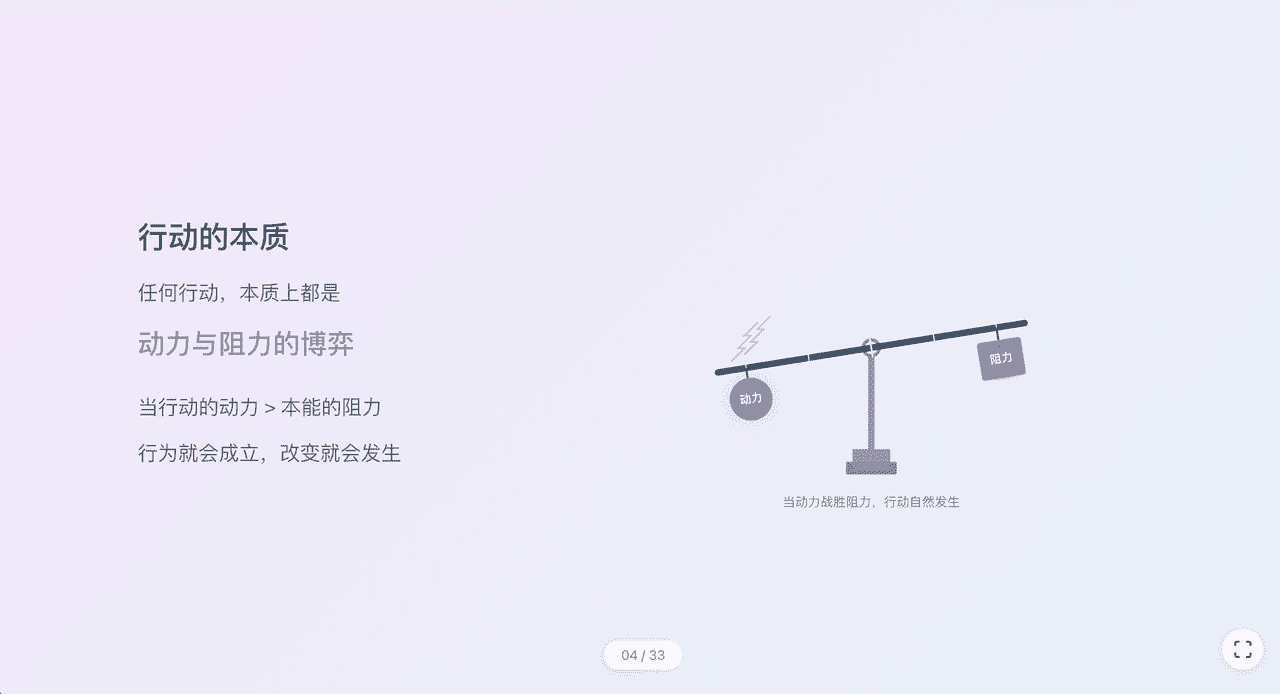 行动的本质
任何行动，本质上都是
动力与阻力的博弈
当行动的动力 > 本能的阻力
行为就会成立，改变就会发生
动力
阻力
当动力战胜阻力，行动自然发生
04 / 33